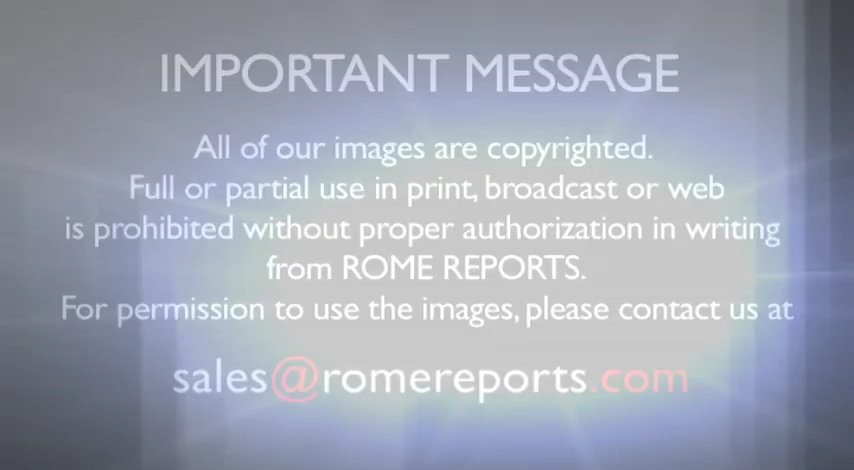 IMPORTANT MESSAGE
All of our images are copyrighted.
Full or partial use in print, broadcast or web
is prohibited without proper authorization in writing
from ROME REPORTS.
For permission to use the images, please contact us at
sales@romereports.com